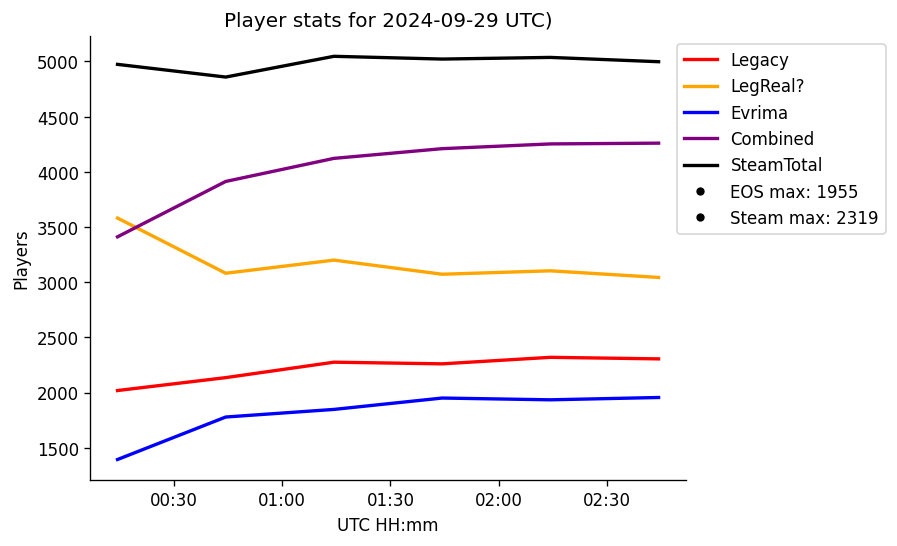 Player stats for 2024-09-29 UTC)
Players
5000
4500
4000
3500
3000
2500
2000
1500
00:30 01:00 01:30 02:00 02:30
UTC HH:mm
Legacy
LegReal?
Evrima
Combined
SteamTotal
EOS max: 1955
Steam max: 2319